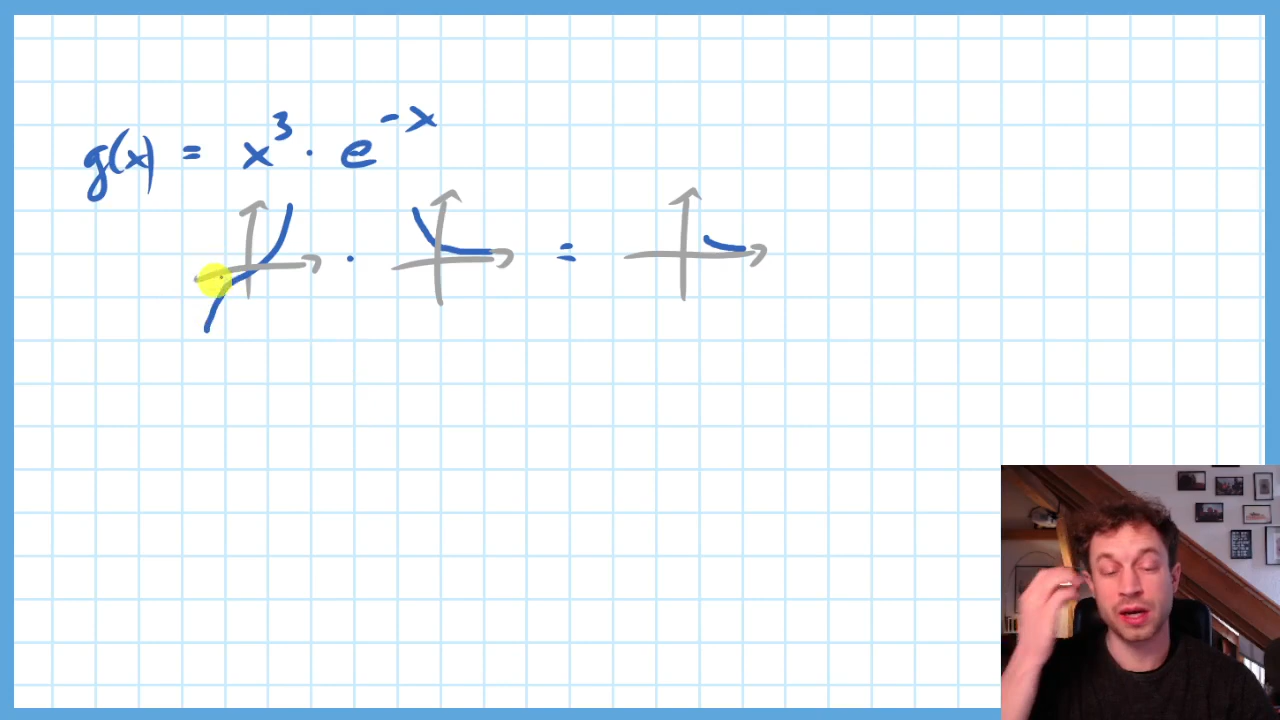 g(x) = x³ · e⁻ˣ
· =